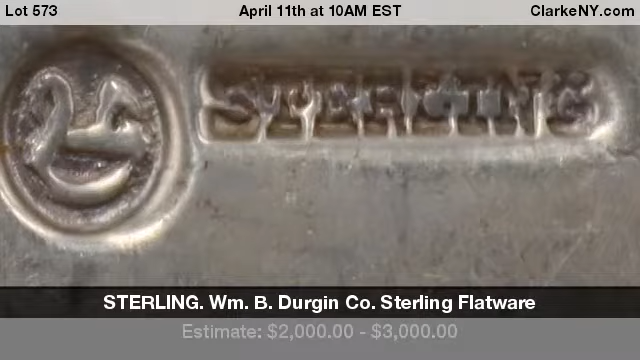 Lot 573
April 11th at 10AM EST
ClarkeNY.com
STERLING
STERLING. Wm. B. Durgin Co. Sterling Flatware
Estimate: $2,000.00 - $3,000.00